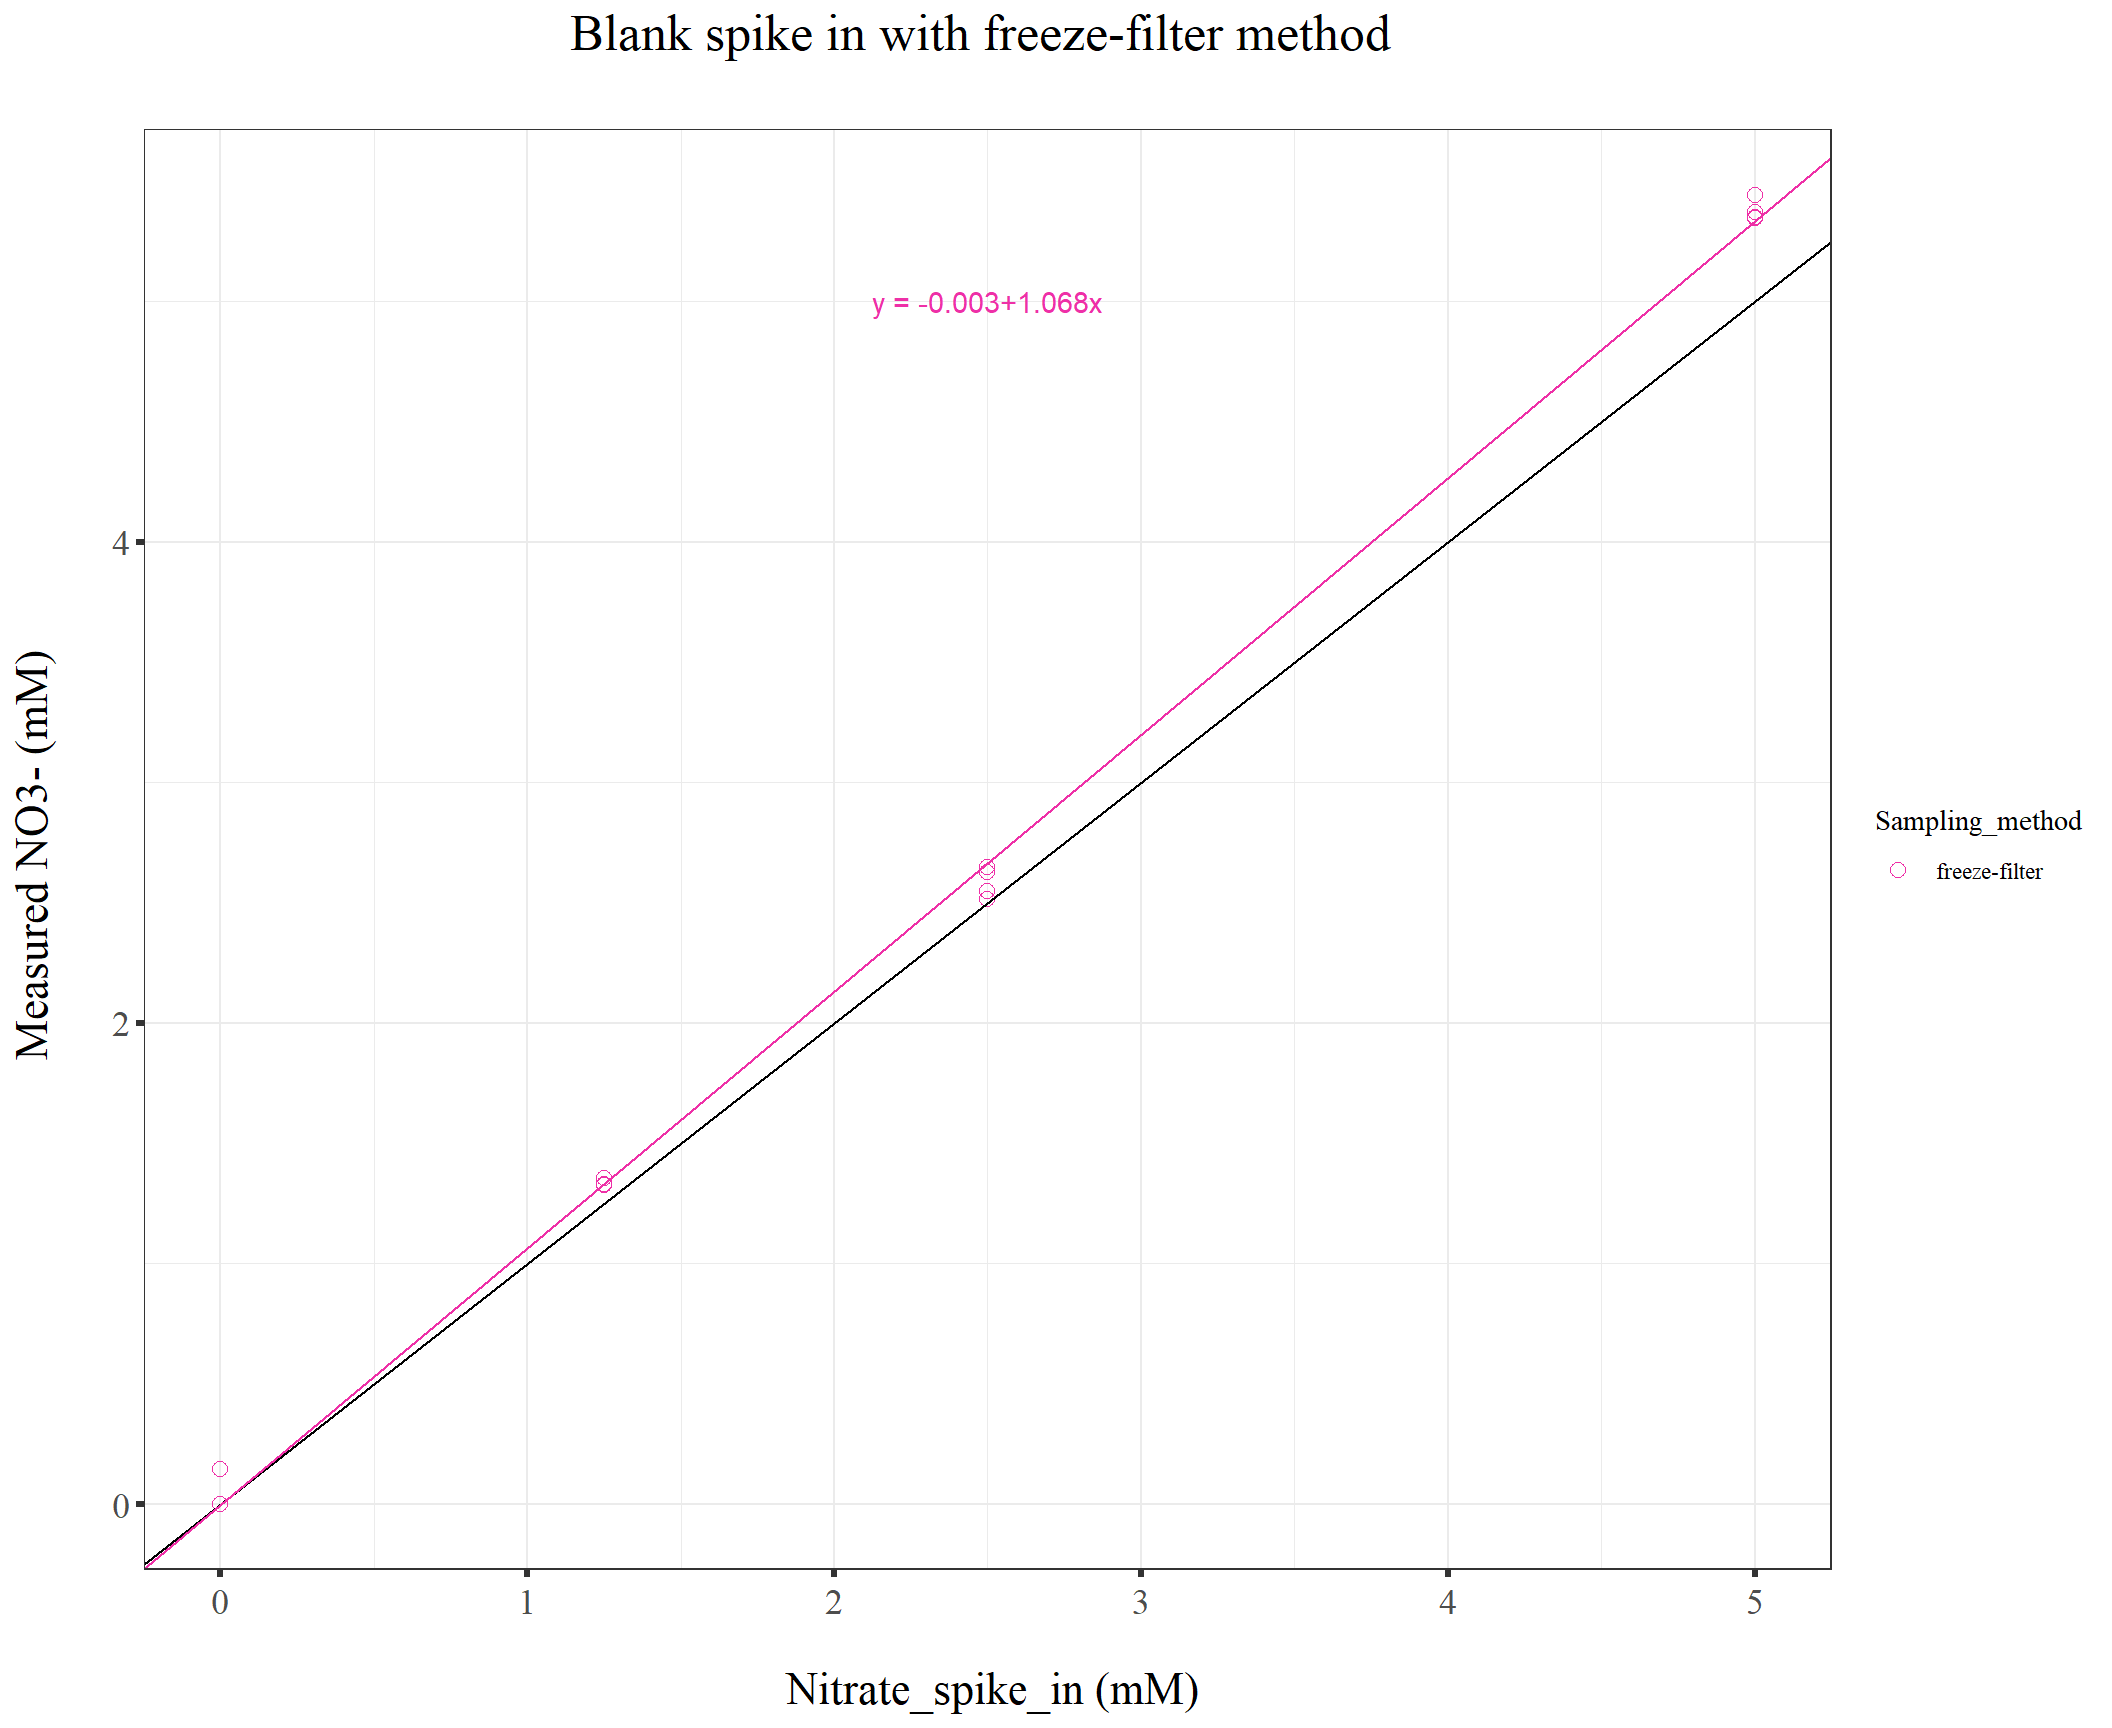 Blank spike in with freeze-filter method
y = -0.003+1.068x
Measured NO3- (mM)
4
2
0
0 1 2 3 4 5
Nitrate_spike_in (mM)
Sampling_method
freeze-filter